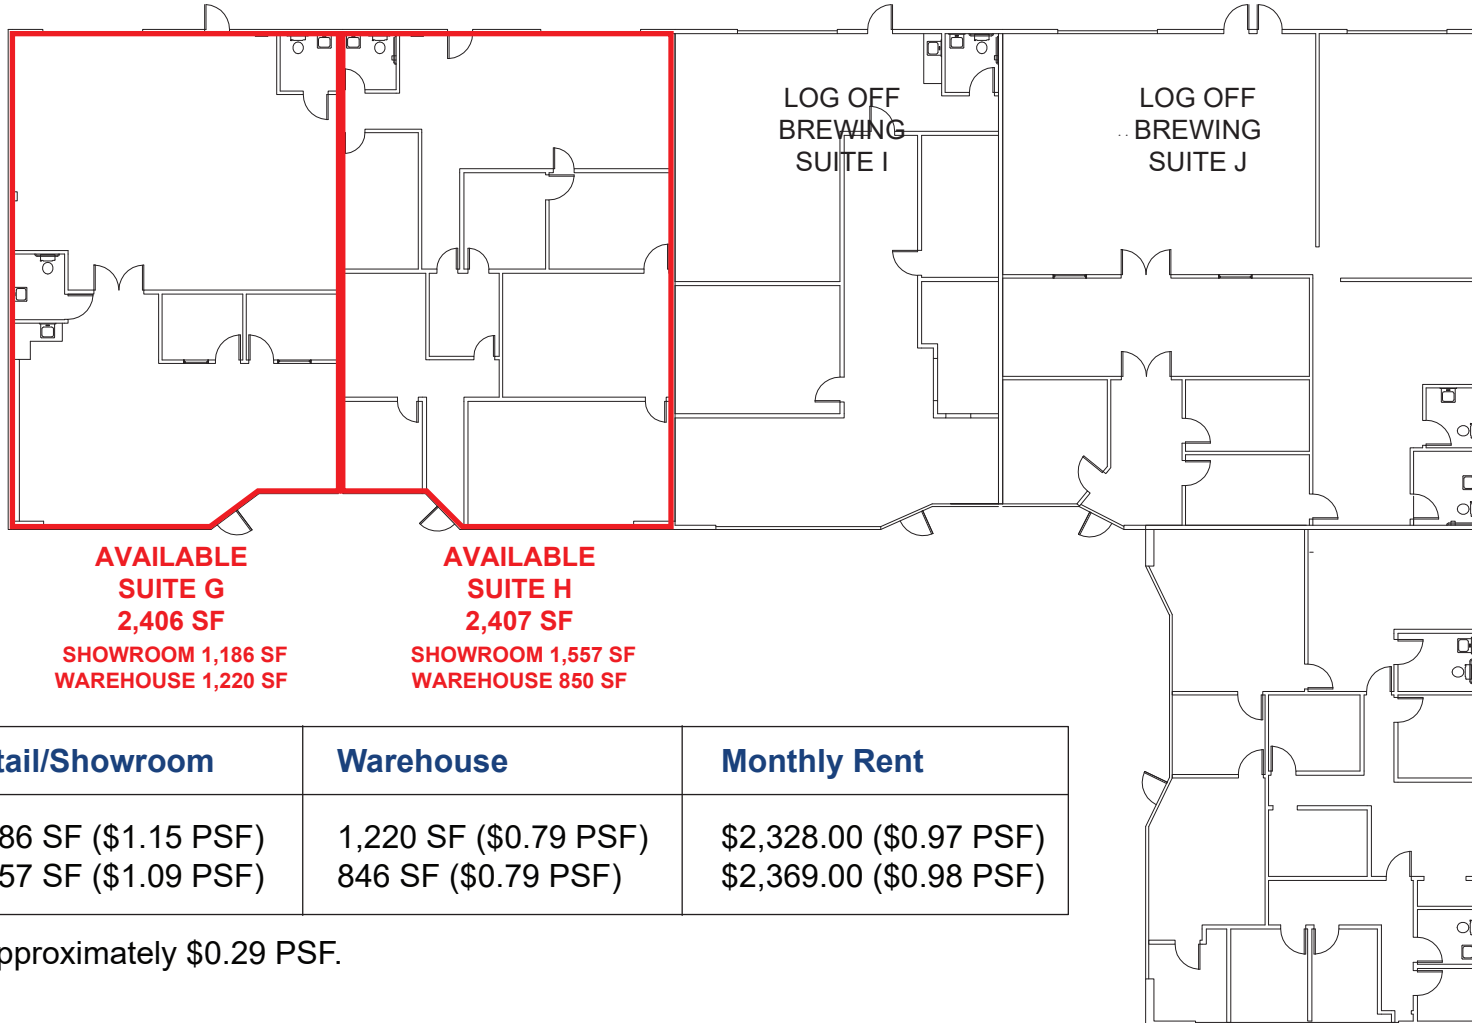 LOG OFF
BREWING
SUITE I
LOG OFF
BREWING
SUITE J
AVAILABLE
SUITE G
2,406 SF
SHOWROOM 1,186 SF
WAREHOUSE 1,220 SF
AVAILABLE
SUITE H
2,407 SF
SHOWROOM 1,557 SF
WAREHOUSE 850 SF
tail/Showroom Warehouse Monthly Rent
86 SF ($1.15 PSF) 1,220 SF ($0.79 PSF) $2,328.00 ($0.97 PSF)
57 SF ($1.09 PSF) 846 SF ($0.79 PSF) $2,369.00 ($0.98 PSF)
pproximately $0.29 PSF.